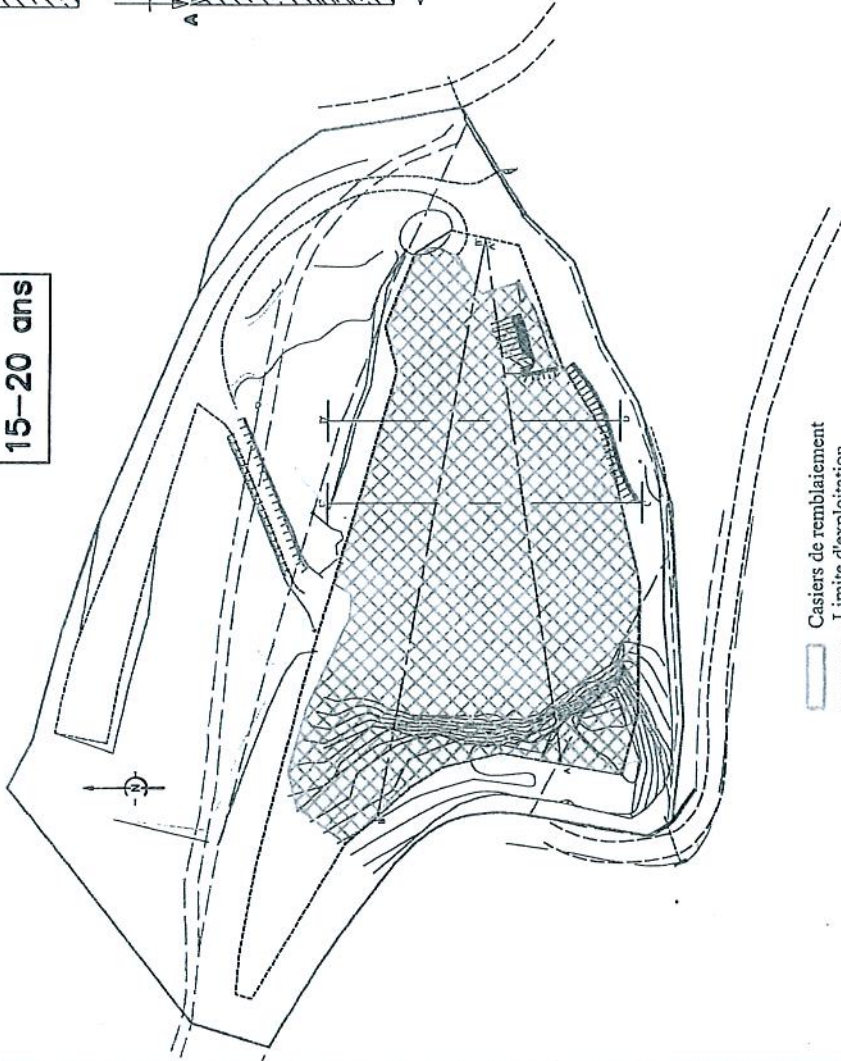 A
15–20 ans
N
Casiers de remblaiement
Limite d'exploitation